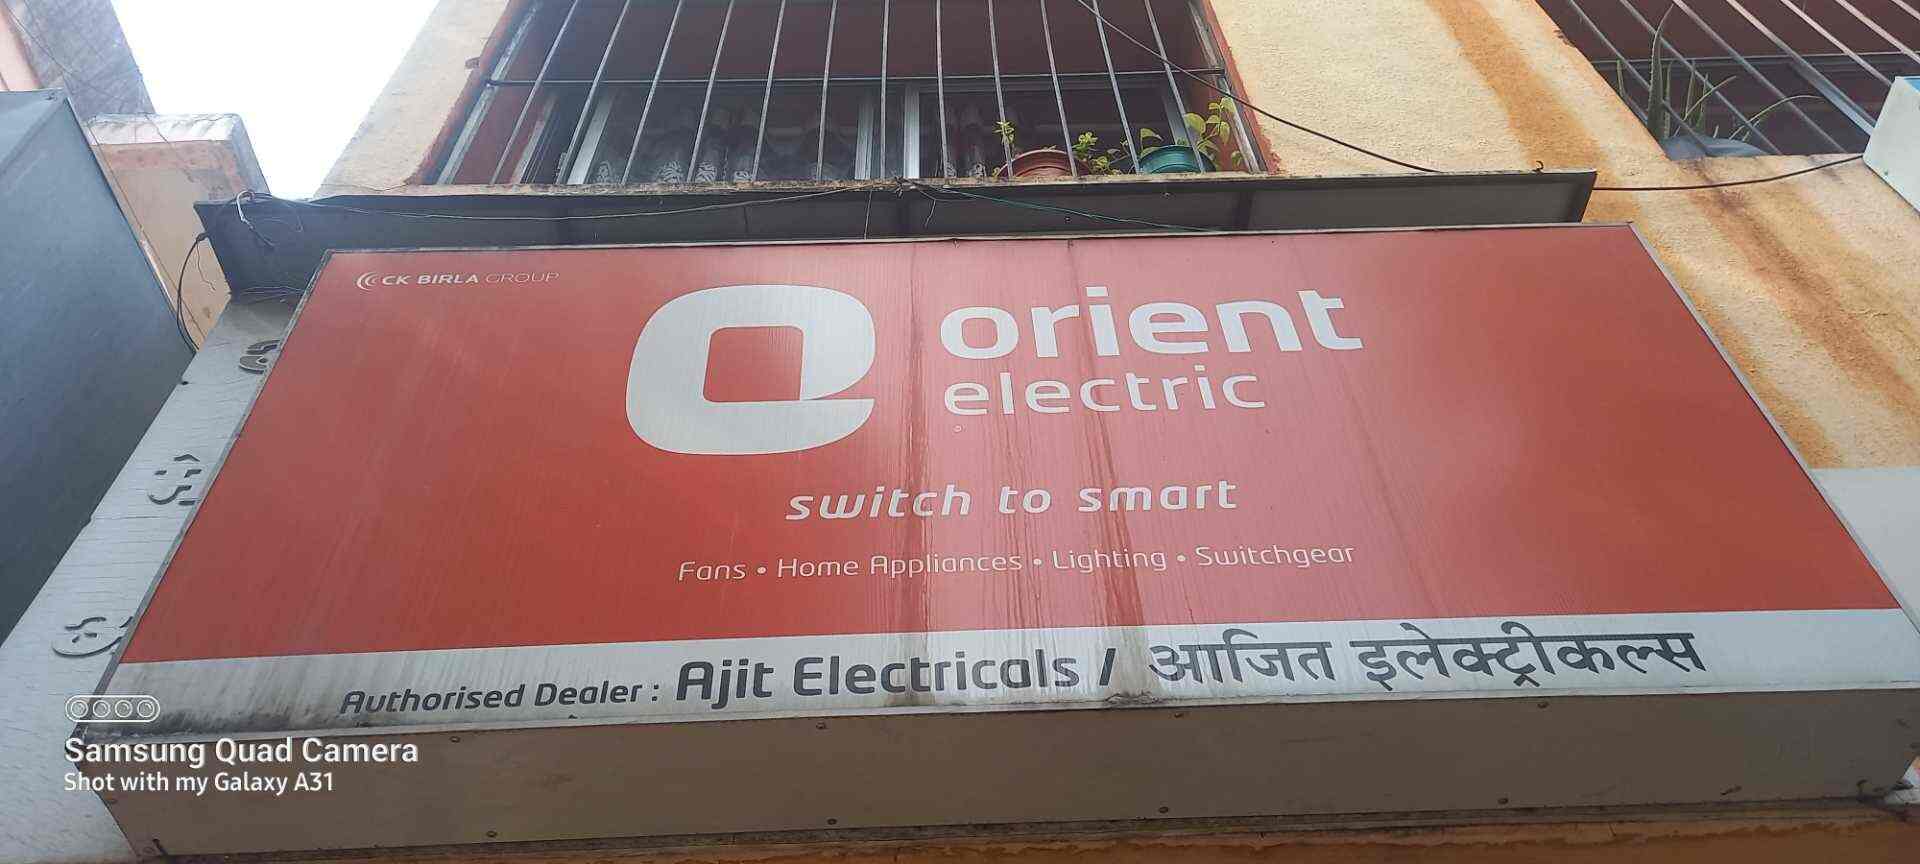 CK BIRLA GROUP
orient
electric
switch to smart
Fans • Home Appliances • Lighting • Switchgear
Authorised Dealer : Ajit Electricals / आजित इलेक्ट्रीकल्स
Samsung Quad Camera
Shot with my Galaxy A31